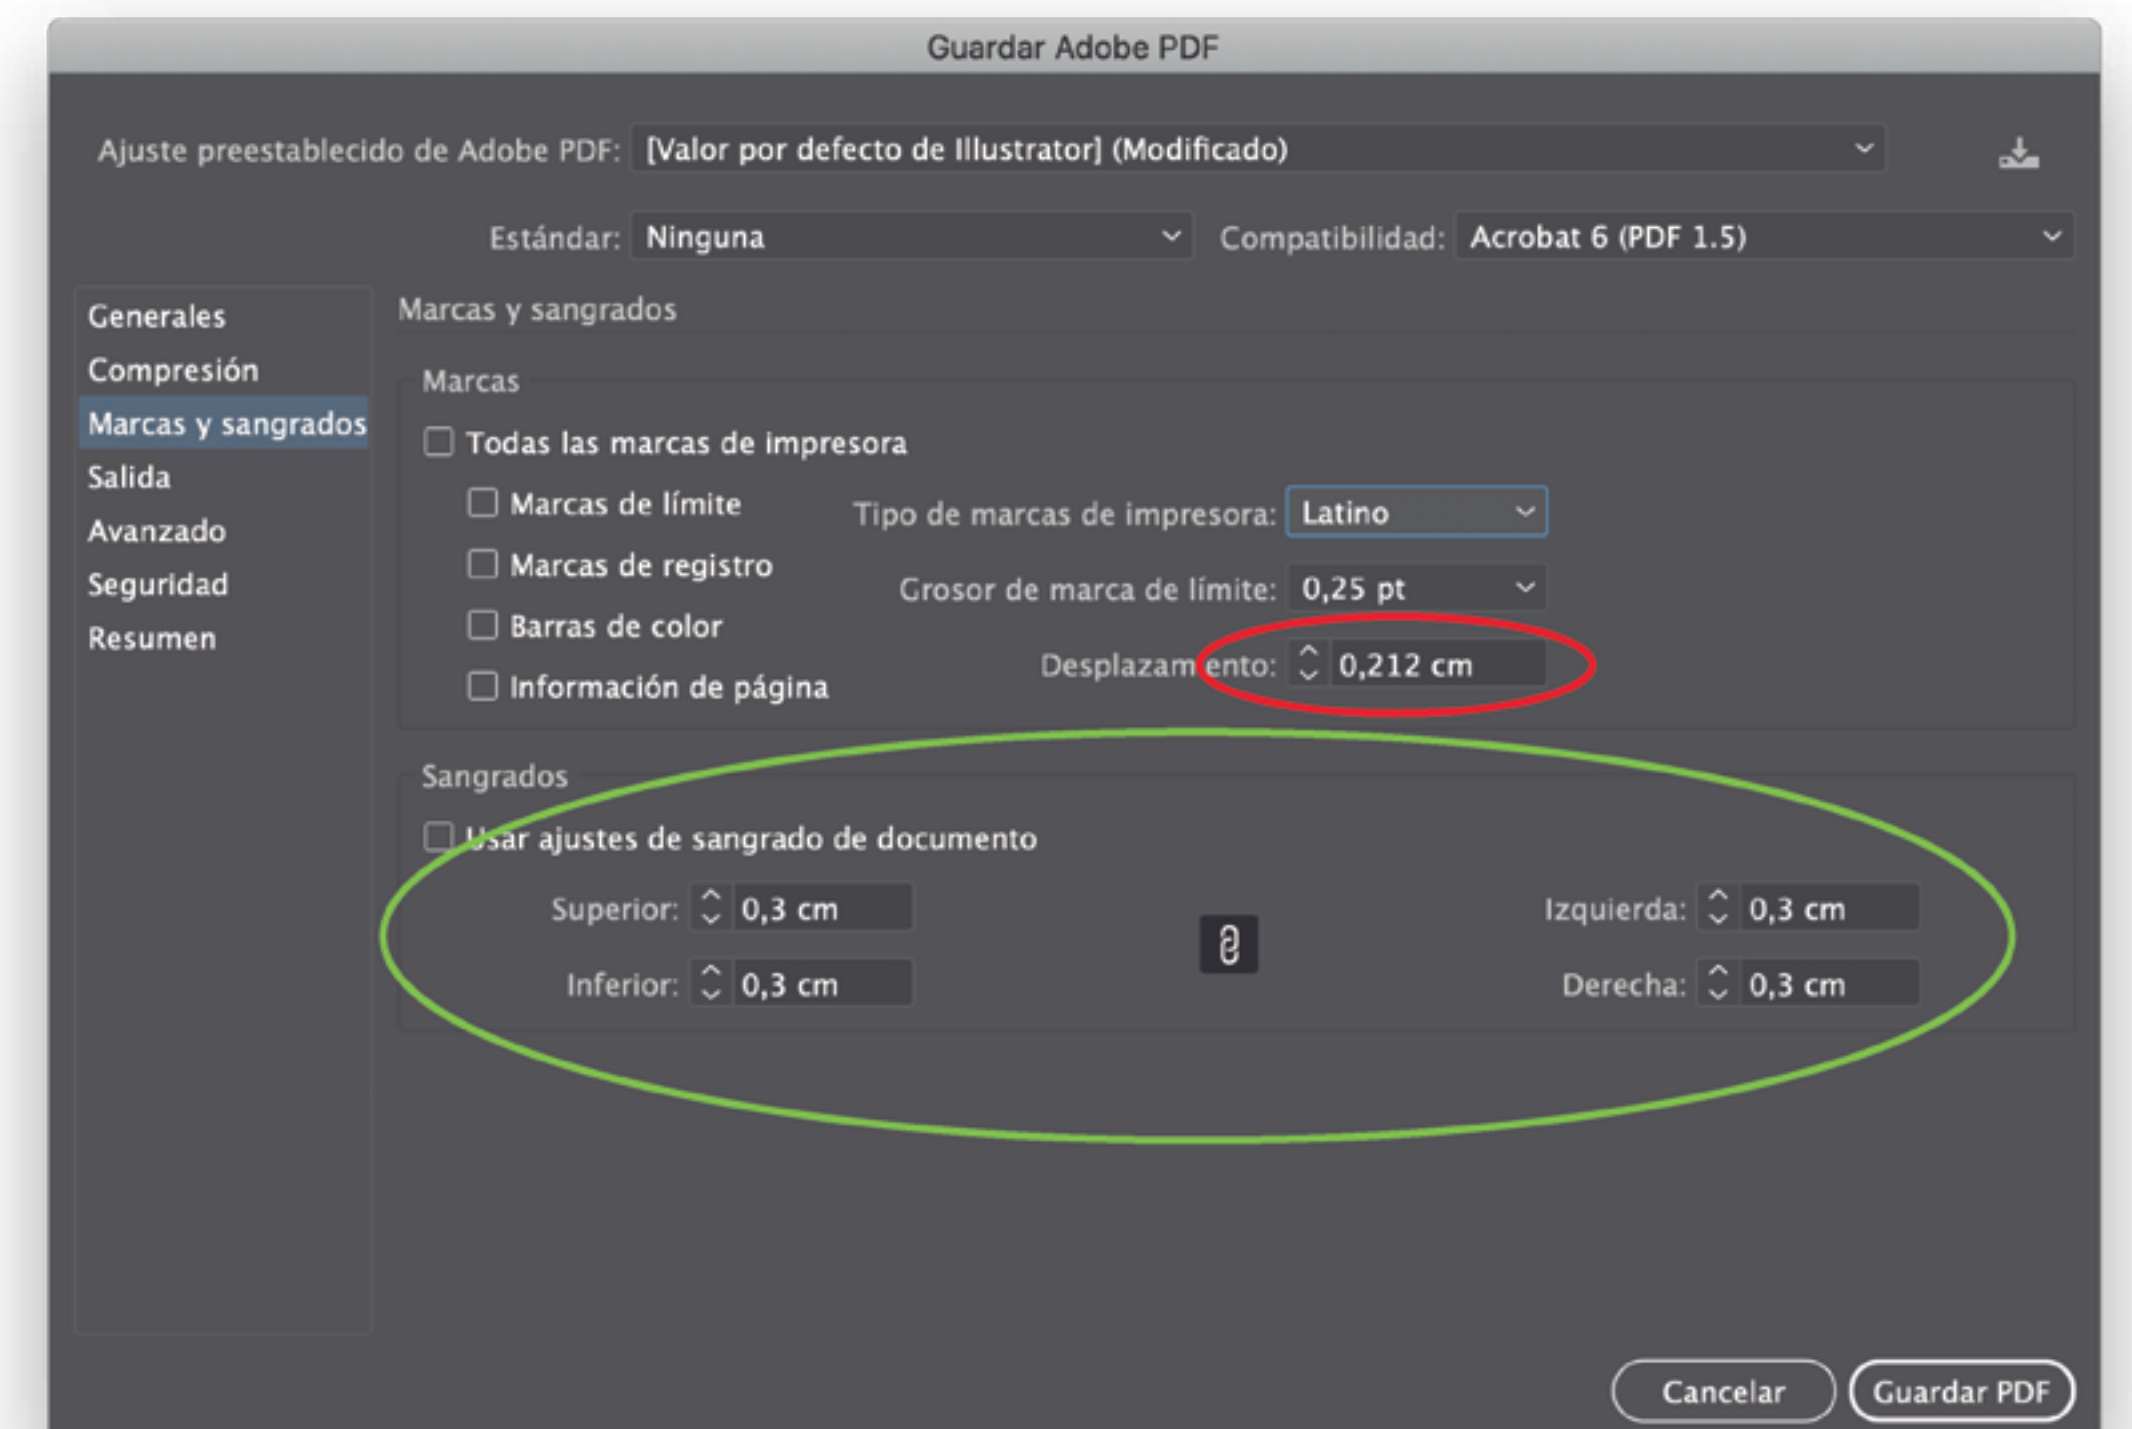 Guardar Adobe PDF
Ajuste preestablecido de Adobe PDF: [Valor por defecto de Illustrator] (Modificado)
Estándar: Ninguna Compatibilidad: Acrobat 6 (PDF 1.5)
Generales
Compresión
Marcas y sangrados
Salida
Avanzado
Seguridad
Resumen
Marcas y sangrados
Marcas
Todas las marcas de impresora
Marcas de límite
Marcas de registro
Barras de color
Información de página
Tipo de marcas de impresora: Latino
Grosor de marca de límite: 0,25 pt
Desplazamiento: 0,212 cm
Sangrados
Usar ajustes de sangrado de documento
Superior: 0,3 cm Izquierda: 0,3 cm
Inferior: 0,3 cm Derecha: 0,3 cm
Cancelar Guardar PDF